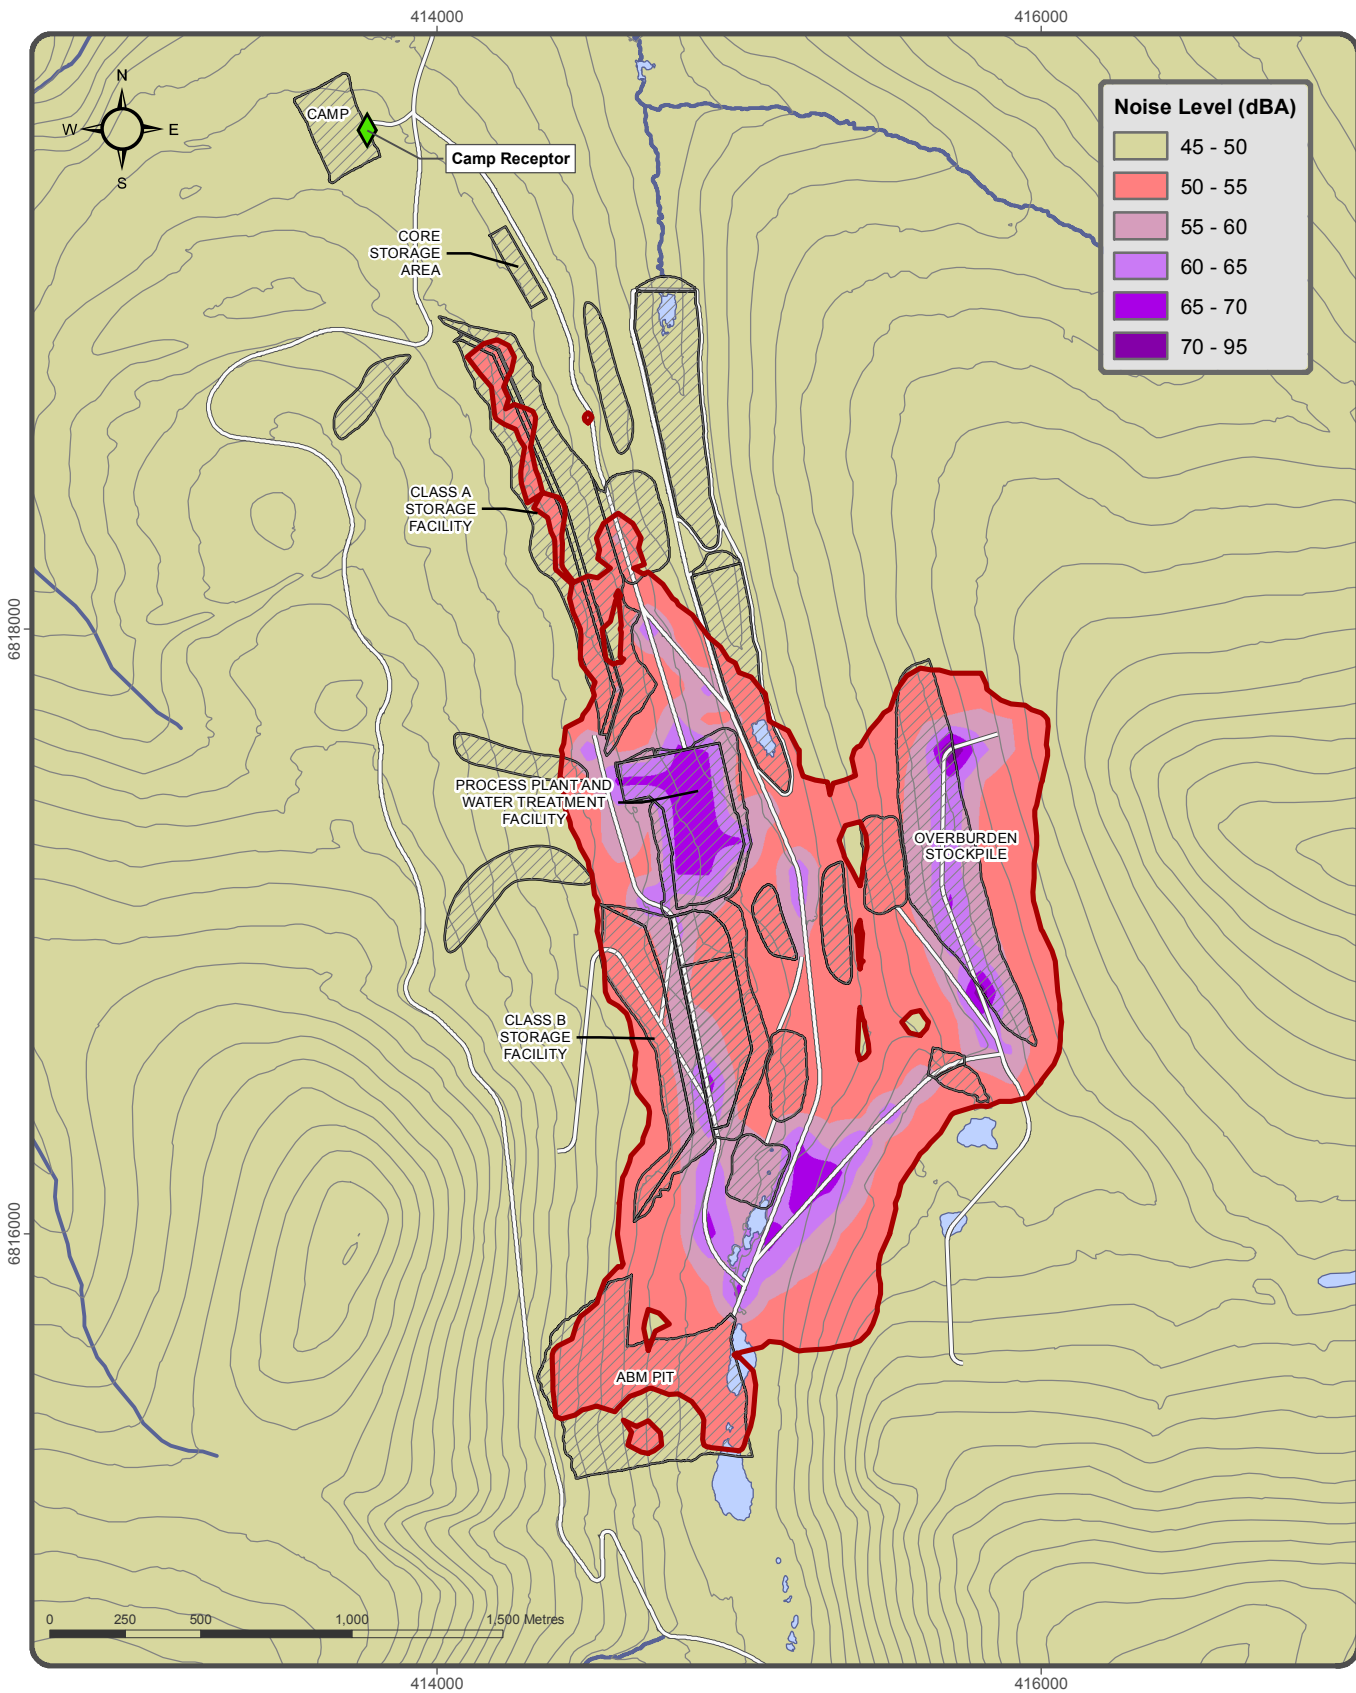 414000
416000
N
W
E
S
CAMP
Camp Receptor
Noise Level (dBA)
45 - 50
50 - 55
55 - 60
60 - 65
65 - 70
70 - 95
CORE
STORAGE
AREA
CLASS A
STORAGE
FACILITY
6818000
PROCESS PLANT AND
WATER TREATMENT
FACILITY
OVERBURDEN
STOCKPILE
CLASS B
STORAGE
FACILITY
6816000
ABM PIT
0
250
500
1,000
1,500 Metres
414000
416000